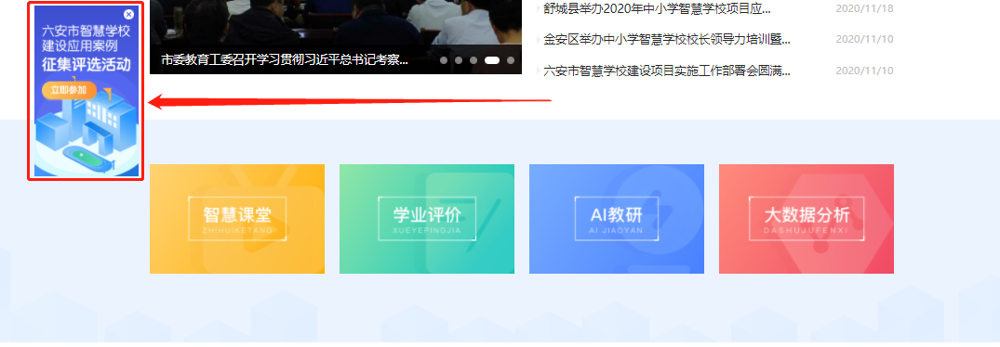 六安市智慧学校
建设应用案例
征集评选活动
立即参加
市委教育工委召开学习贯彻习近平总书记考察...
舒城县举办2020年中小学智慧学校项目应...
2020/11/18
金安区举办中小学智慧学校校长领导力培训暨...
2020/11/10
六安市智慧学校建设项目实施工作部署会圆满...
2020/11/10
智慧课堂
ZHIHUIKETANG
学业评价
XUEYEPINGJIA
AI教研
AI JIAOYAN
大数据分析
DASHUJUFENXI